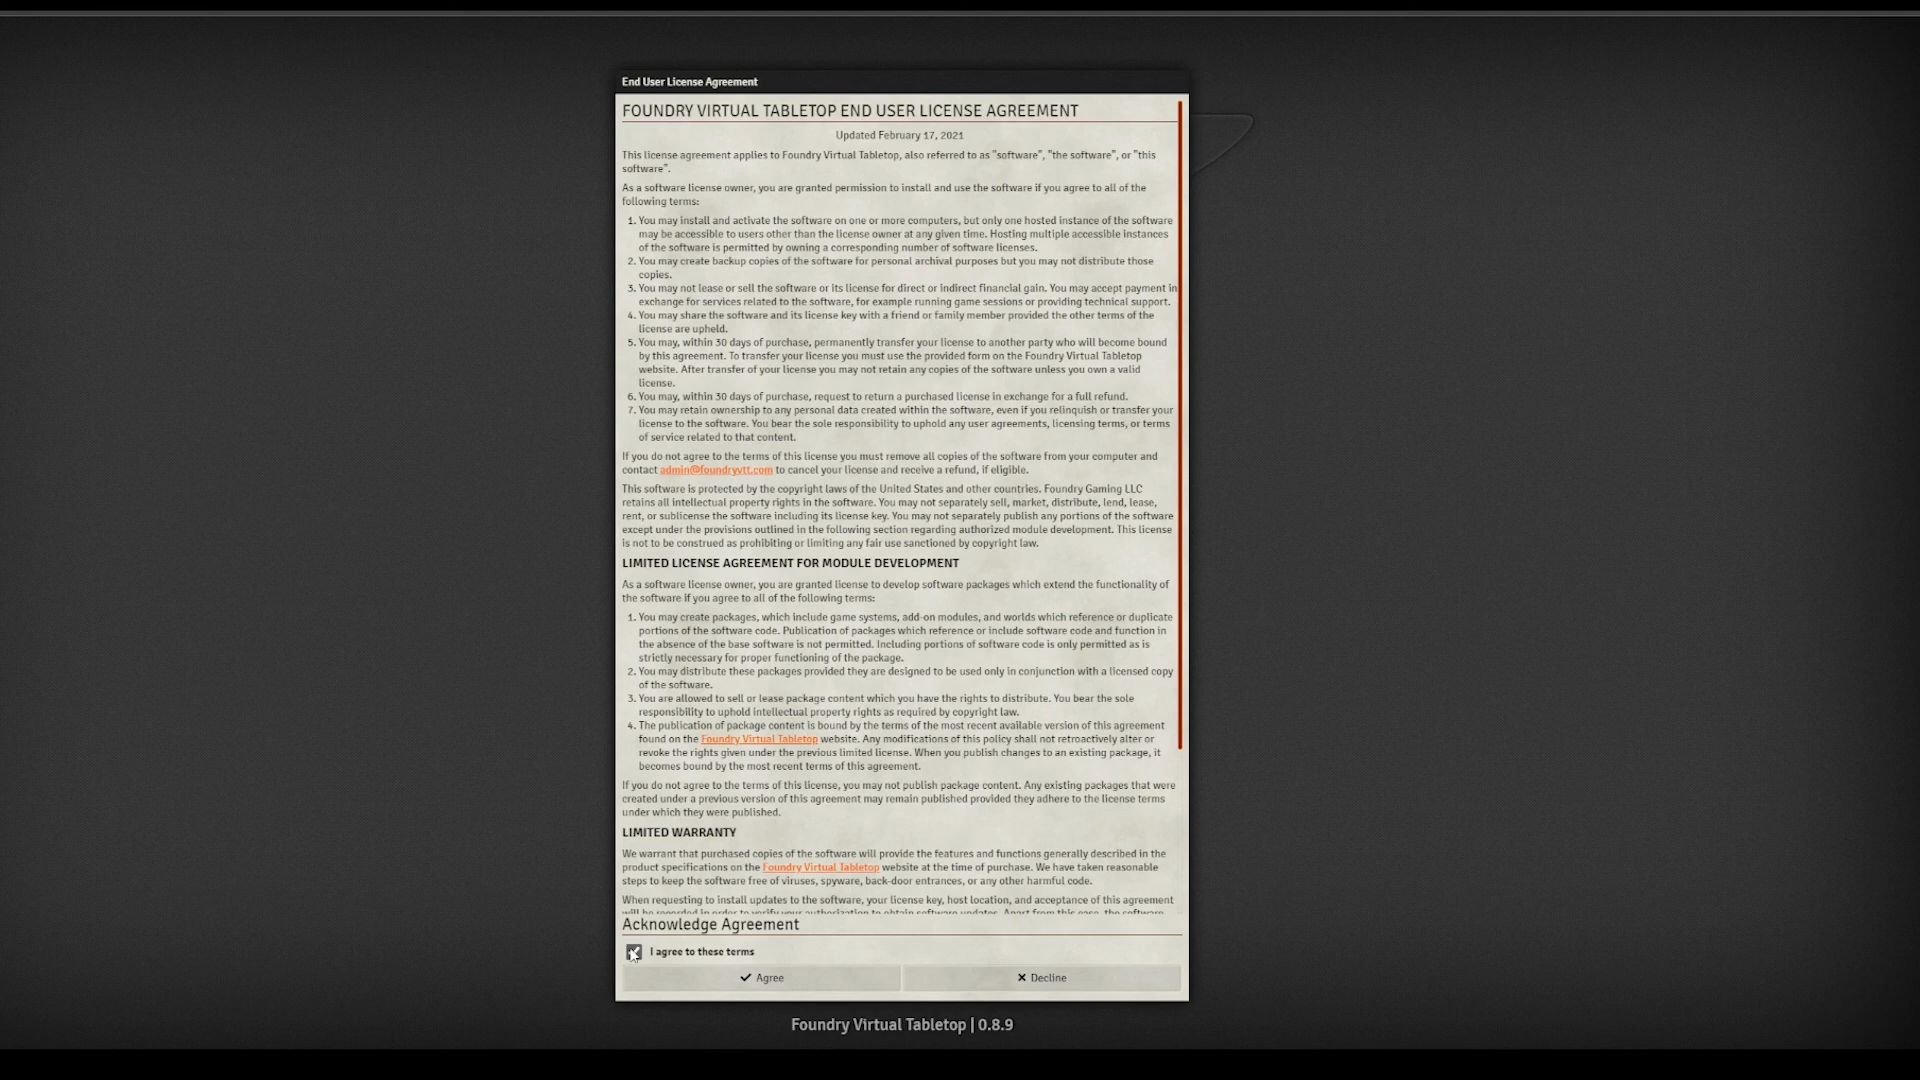 End User License Agreement
FOUNDRY VIRTUAL TABLETOP END USER LICENSE AGREEMENT
Updated February 17, 2021
This license agreement applies to Foundry Virtual Tabletop, also referred to as "software", "the software", or "this
software".
As a software license owner, you are granted permission to install and use the software if you agree to all of the
following terms:
1. You may install and activate the software on one or more computers, but only one hosted instance of the software
may be accessible to users other than the license owner at any given time. Hosting multiple accessible instances
of the software is permitted by owning a corresponding number of software licenses.
2. You may create backup copies of the software for personal archival purposes but you may not distribute those
copies.
3. You may not lease or sell the software or its license for direct or indirect financial gain. You may accept payment in
exchange for services related to the software, for example running game sessions or providing technical support.
4. You may share the software and its license key with a friend or family member provided the other terms of the
license are upheld.
5. You may, within 30 days of purchase, permanently transfer your license to another party who will become bound
by this agreement. To transfer your license you must use the provided form on the Foundry Virtual Tabletop
website. After transfer of your license you may not retain any copies of the software unless you own a valid
license.
6. You may, within 30 days of purchase, request to return a purchased license in exchange for a full refund.
7. You may retain ownership to any personal data created within the software, even if you relinquish or transfer your
license to the software. You bear the sole responsibility to uphold any user agreements, licensing terms, or terms
of service related to that content.
If you do not agree to the terms of this license you must remove all copies of the software from your computer and
contact admin@foundryvtt.com to cancel your license and receive a refund, if eligible.
This software is protected by the copyright laws of the United States and other countries. Foundry Gaming LLC
retains all intellectual property rights in the software. You may not separately sell, market, distribute, lend, lease,
rent, or sublicense the software including its license key. You may not separately publish any portions of the software
except under the provisions outlined in the following section regarding authorized module development. This license
is not to be construed as prohibiting or limiting any fair use sanctioned by copyright law.
LIMITED LICENSE AGREEMENT FOR MODULE DEVELOPMENT
As a software license owner, you are granted license to develop software packages which extend the functionality of
the software if you agree to all of the following terms:
1. You may create packages, which include game systems, add-on modules, and worlds which reference or duplicate
portions of the software code. Publication of packages which reference or include software code and function in
the absence of the base software is not permitted. Including portions of software code is only permitted as is
strictly necessary for proper functioning of the package.
2. You may distribute these packages provided they are designed to be used only in conjunction with a licensed copy
of the software.
3. You are allowed to sell or lease package content which you have the rights to distribute. You bear the sole
responsibility to uphold intellectual property rights as required by copyright law.
4. The publication of package content is bound by the terms of the most recent available version of this agreement
found on the Foundry Virtual Tabletop website. Any modifications of this policy shall not retroactively alter or
revoke the rights given under the previous limited license. When you publish changes to an existing package, it
becomes bound by the most recent terms of this agreement.
If you do not agree to the terms of this license, you may not publish package content. Any existing packages that were
created under a previous version of this agreement may remain published provided they adhere to the license terms
under which they were published.
LIMITED WARRANTY
We warrant that purchased copies of the software will provide the features and functions generally described in the
product specifications on the Foundry Virtual Tabletop website at the time of purchase. We have taken reasonable
steps to keep the software free of viruses, spyware, back-door entrances, or any other harmful code.
When requesting to install updates to the software, your license key, host location, and acceptance of this agreement
will be recorded in order to verify your authorization to obtain software updates. Apart from this case, the software
Acknowledge Agreement
I agree to these terms
Agree
Decline
Foundry Virtual Tabletop | 0.8.9